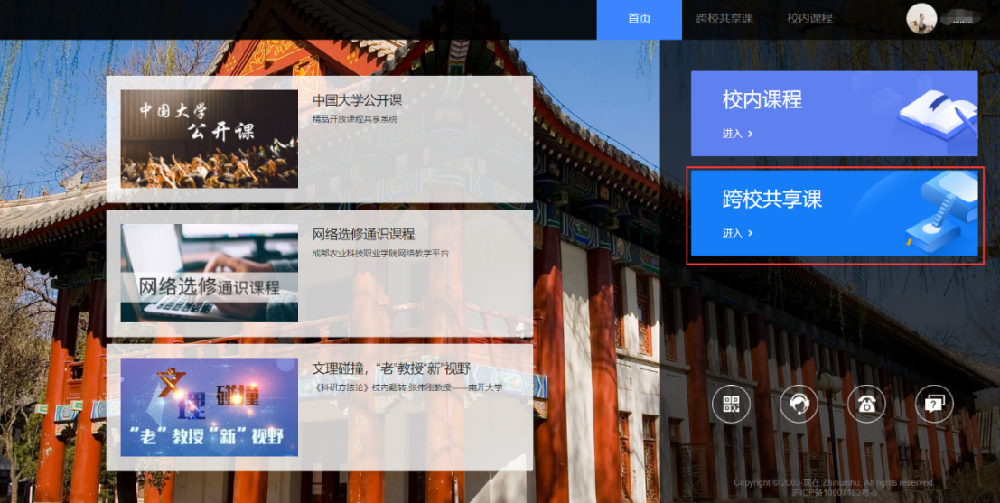 首页
跨校共享课
校内课程
中国大学
公开课
中国大学公开课
精品开放课程共享系统
网络选修通识课程
网络选修通识课程
成都农业科技职业学院网络教学平台
文理碰撞
“老”教授“新”视野
文理碰撞，“老”教授“新”视野
《科研方法论》校内翻转 张伟刚教授——南开大学
校内课程
进入 >
跨校共享课
进入 >
?
Copyright © 2003-现在 Zhihuishu. All rights reserved.
沪ICP备10007183号-5